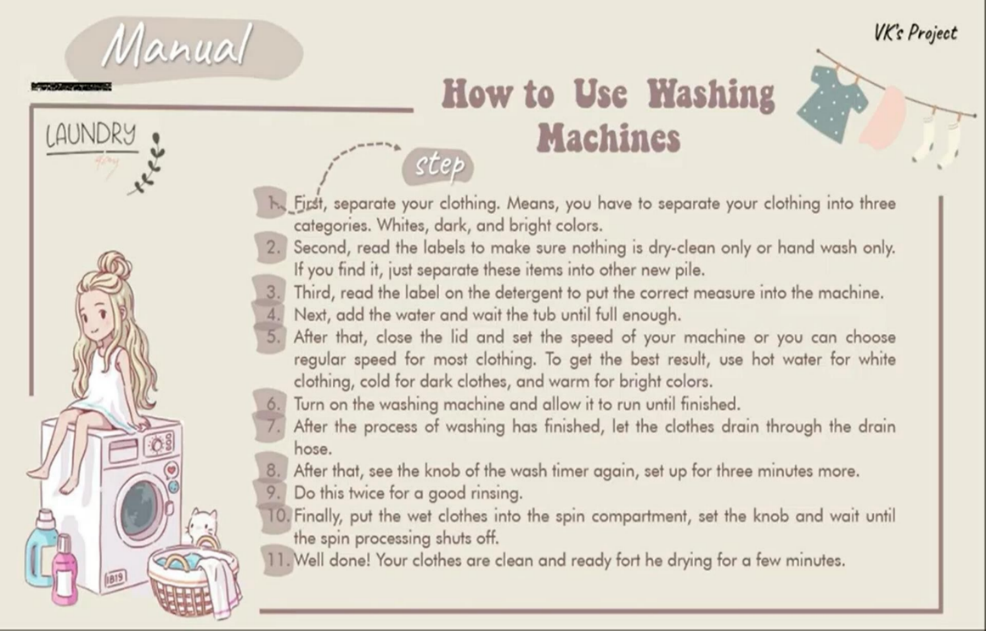 Manual
VK's Project
How to Use Washing
Machines
LAUNDRY
day
step
1. First, separate your clothing. Means, you have to separate your clothing into three
categories. Whites, dark, and bright colors.
2. Second, read the labels to make sure nothing is dry-clean only or hand wash only.
If you find it, just separate these items into other new pile.
3. Third, read the label on the detergent to put the correct measure into the machine.
4. Next, add the water and wait the tub until full enough.
5. After that, close the lid and set the speed of your machine or you can choose
regular speed for most clothing. To get the best result, use hot water for white
clothing, cold for dark clothes, and warm for bright colors.
6. Turn on the washing machine and allow it to run until finished.
7. After the process of washing has finished, let the clothes drain through the drain
hose.
8. After that, see the knob of the wash timer again, set up for three minutes more.
9. Do this twice for a good rinsing.
10. Finally, put the wet clothes into the spin compartment, set the knob and wait until
the spin processing shuts off.
11. Well done! Your clothes are clean and ready fort he drying for a few minutes.